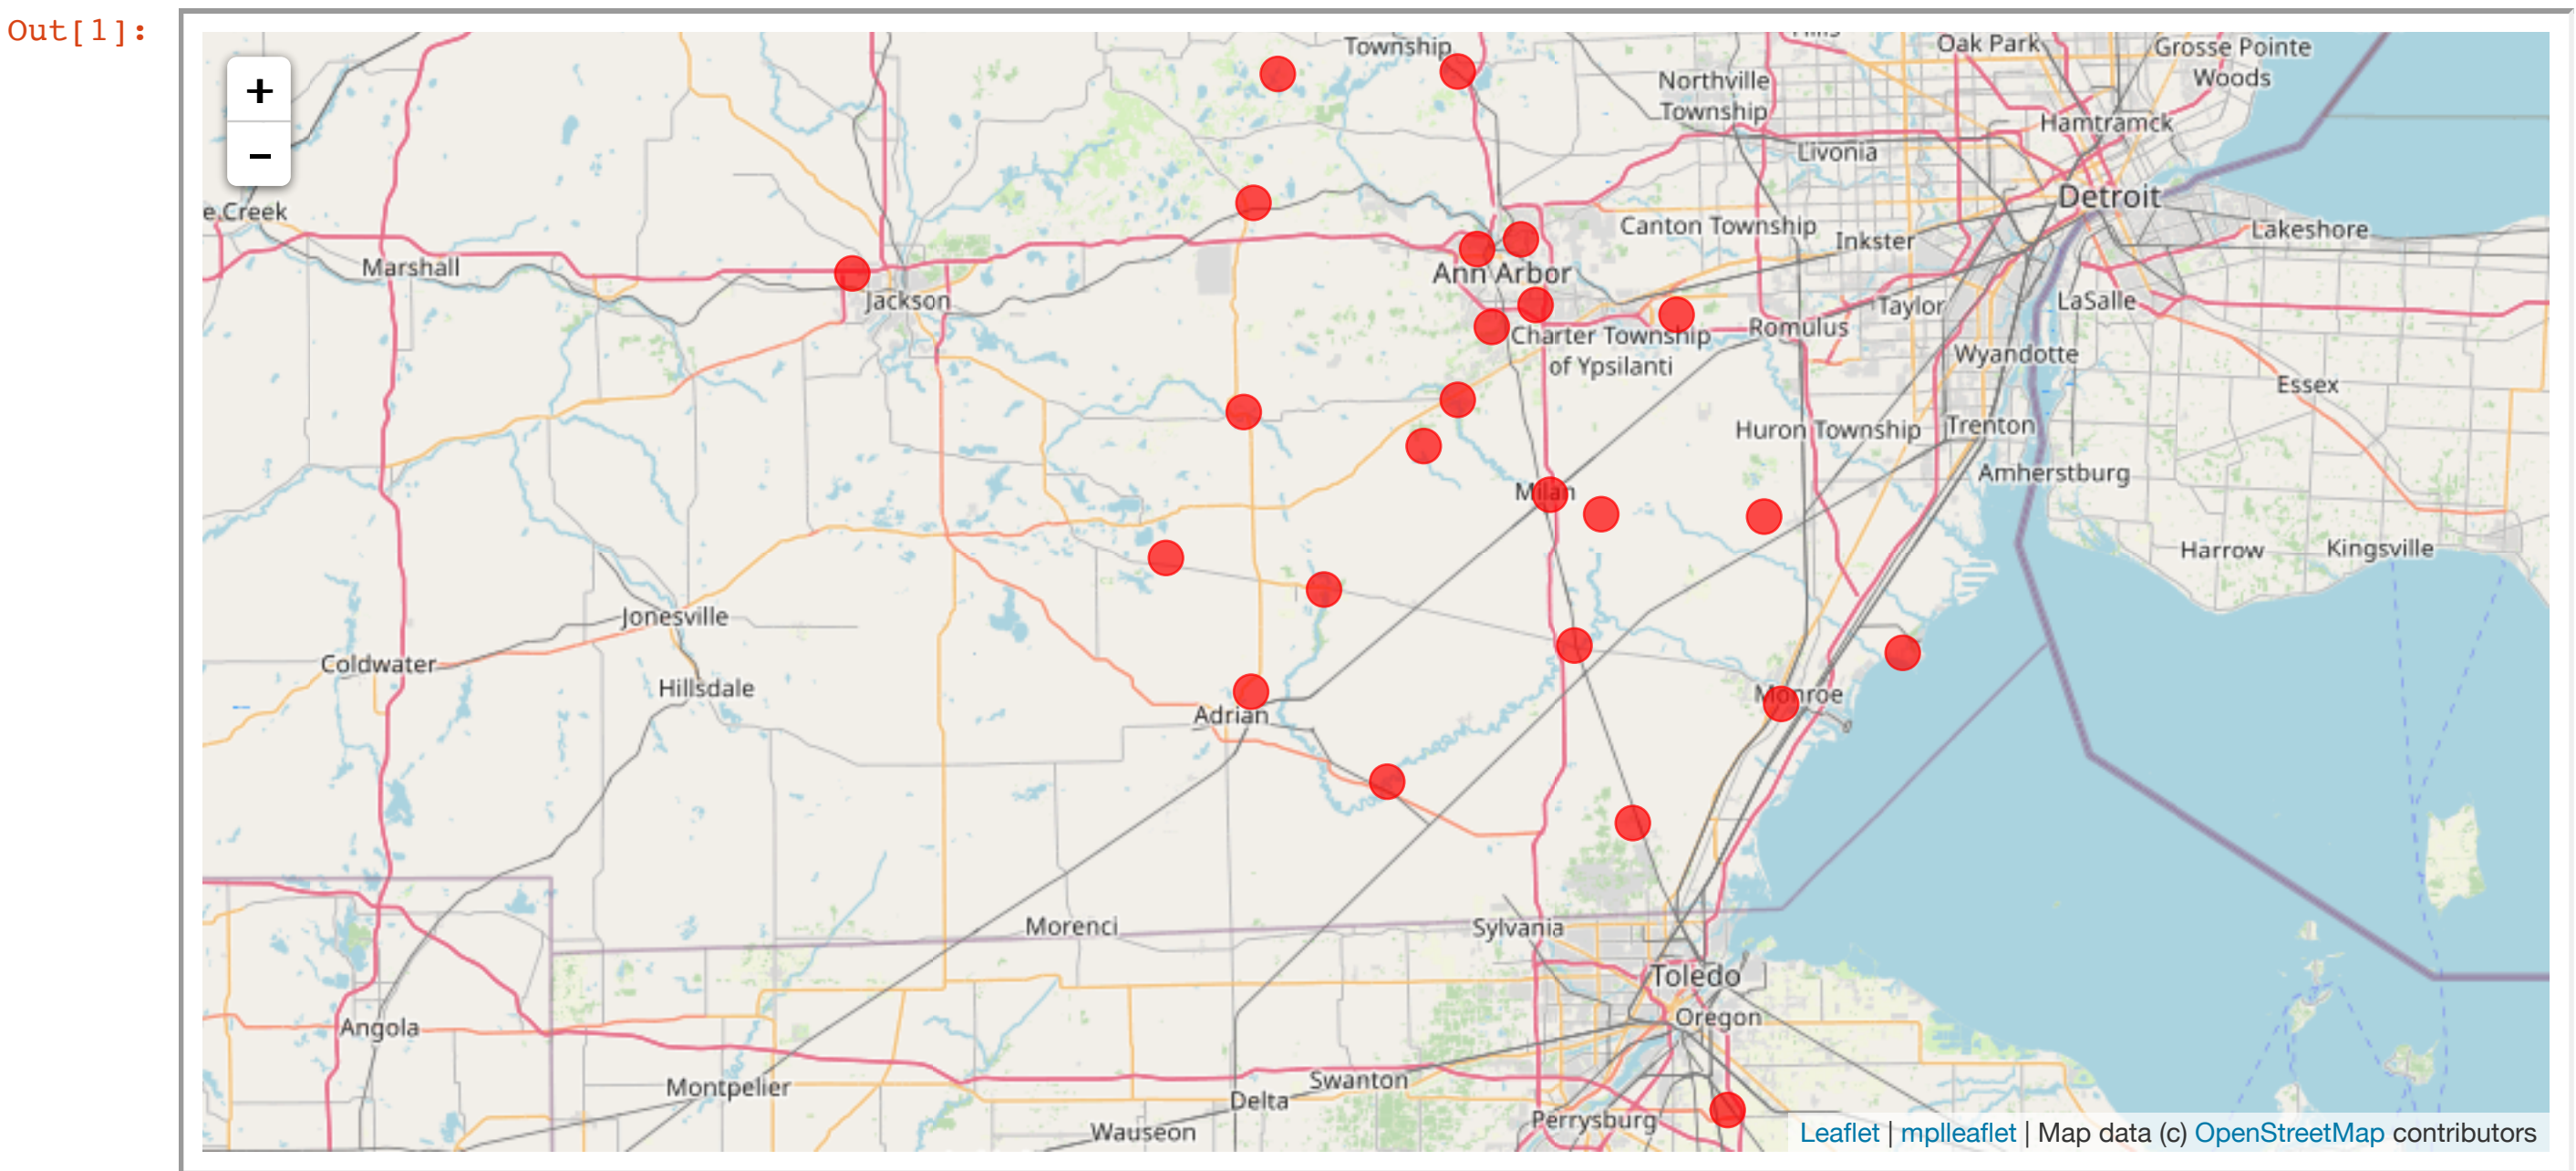 Out[1]:
+
−
Township
Hills
Oak Park
Grosse Pointe
Woods
Northville
Township
Hamtramck
Livonia
Detroit
e Creek
Canton Township
Inkster
Lakeshore
Marshall
Ann Arbor
Jackson
Taylor
LaSalle
Charter Township
of Ypsilanti
Romulus
Wyandotte
Essex
Huron Township
Trenton
Amherstburg
Milan
Harrow
Kingsville
Jonesville
Coldwater
Hillsdale
Monroe
Adrian
Morenci
Sylvania
Toledo
Oregon
Angola
Montpelier
Swanton
Delta
Perrysburg
Wauseon
Leaflet | mplleaflet | Map data (c) OpenStreetMap contributors